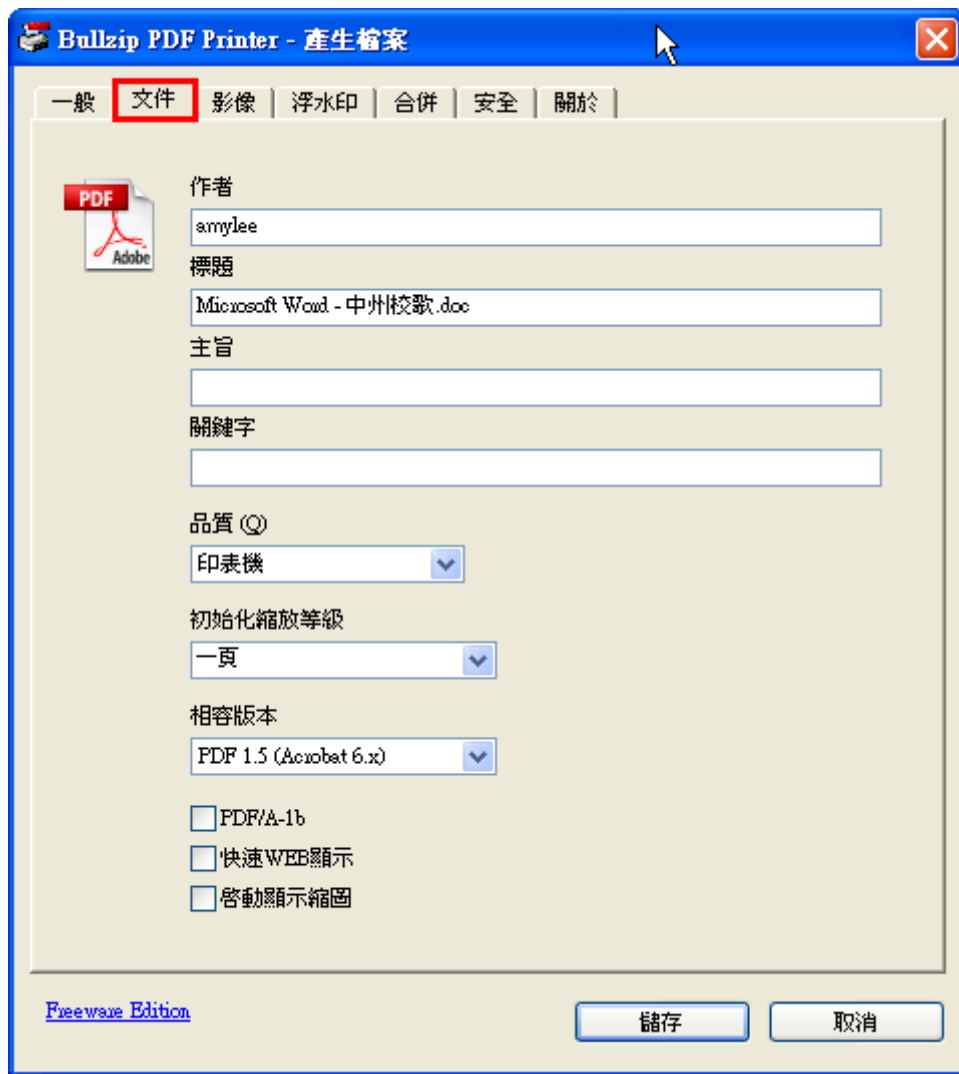 Bullzip PDF Printer - 產生檔案
一般 文件 影像 浮水印 合併 安全 關於
PDF
Adobe
作者
amylee
標題
Microsoft Word - 中州校歌.doc
主旨
關鍵字
品質 (Q)
印表機
初始化縮放等級
一頁
相容版本
PDF 1.5 (Acrobat 6.x)
PDF/A-1b
快速WEB顯示
啓動顯示縮圖
Freeware Edition
儲存 取消